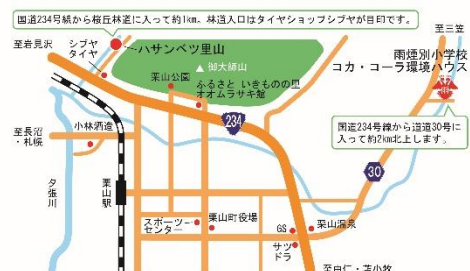 国道234号線から桜丘林道に入って約1km。林道入口はタイヤショップシブヤが目印です。
至岩見沢
シブヤ
タイヤ
ハサンベツ里山
至三笠
雨煙別小学校
コカ・コーラ環境ハウス
御大師山
栗山公園
ふるさといきものの里
オオムラサキ館
234
国道234号線から道道30号に
入って約2km北上します。
至長沼
・札幌
小林酒造
夕張川
栗山駅
30
スポーツ
センター
栗山町役場
GS
栗山温泉
サツ
ドラ
至由仁・苫小牧